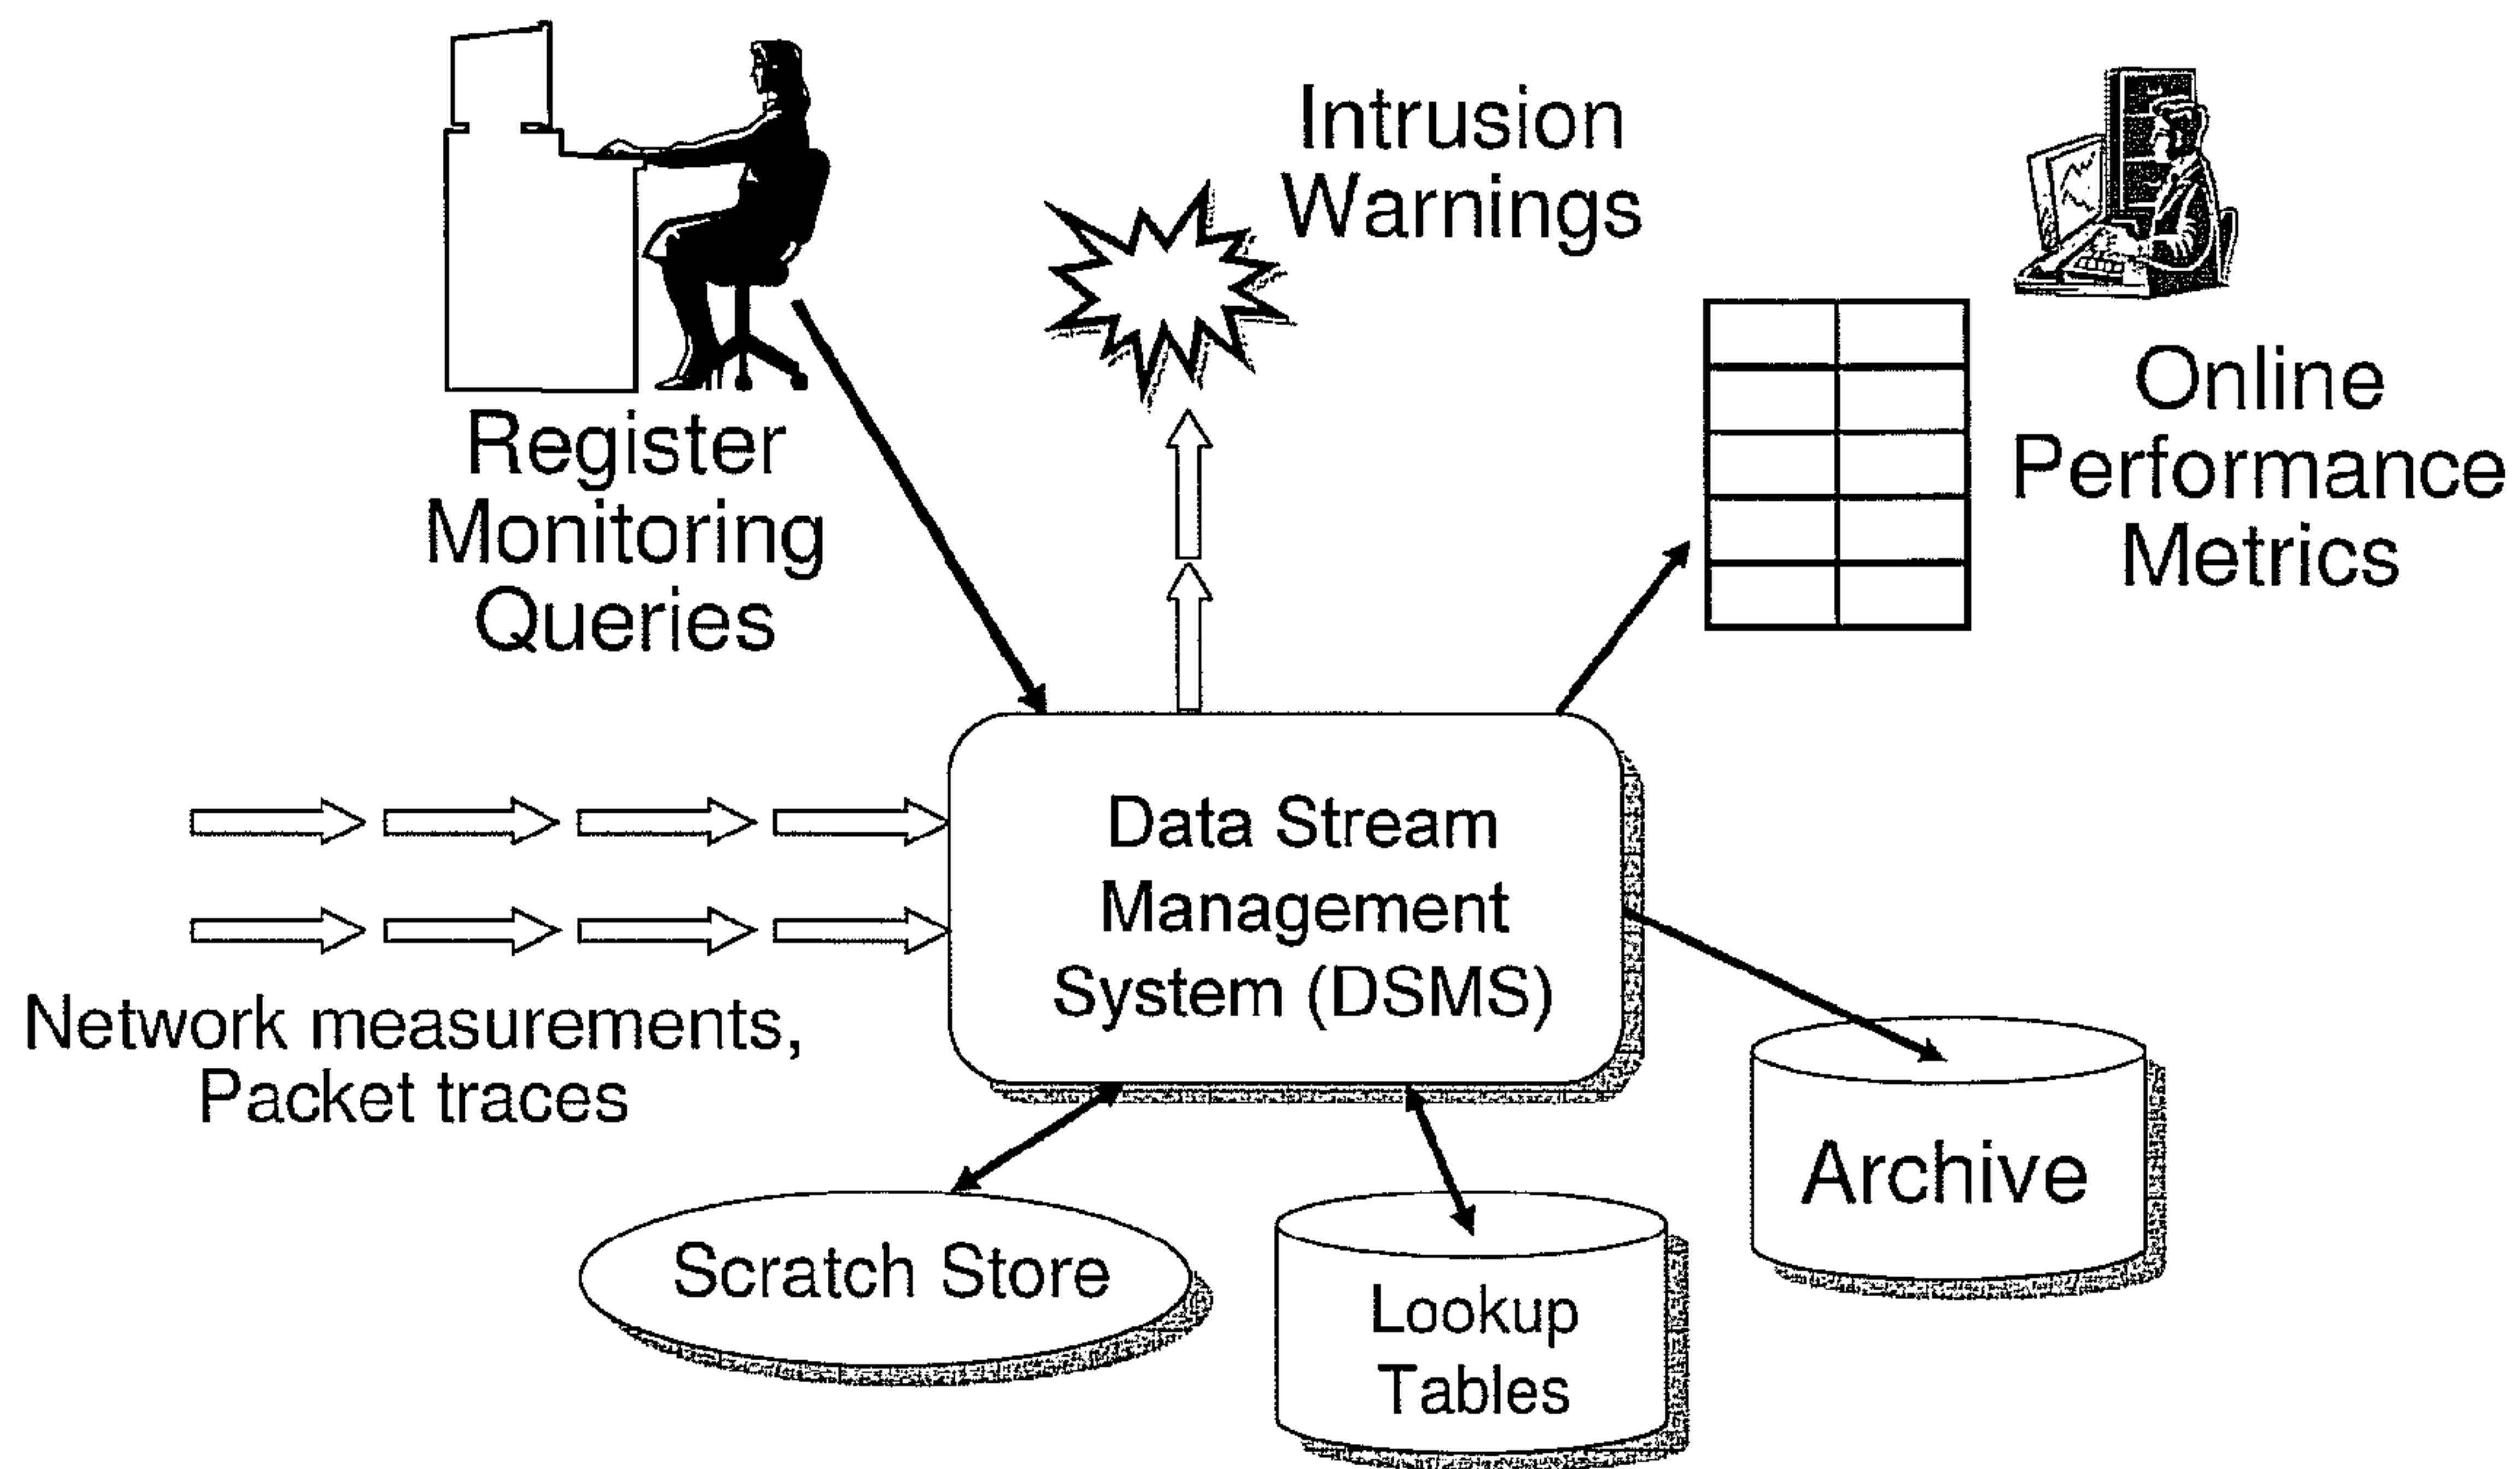 Intrusion
Warnings
Register
Monitoring
Queries
Online
Performance
Metrics
Data Stream
Management
System (DSMS)
Network measurements,
Packet traces
Scratch Store
Lookup
Tables
Archive